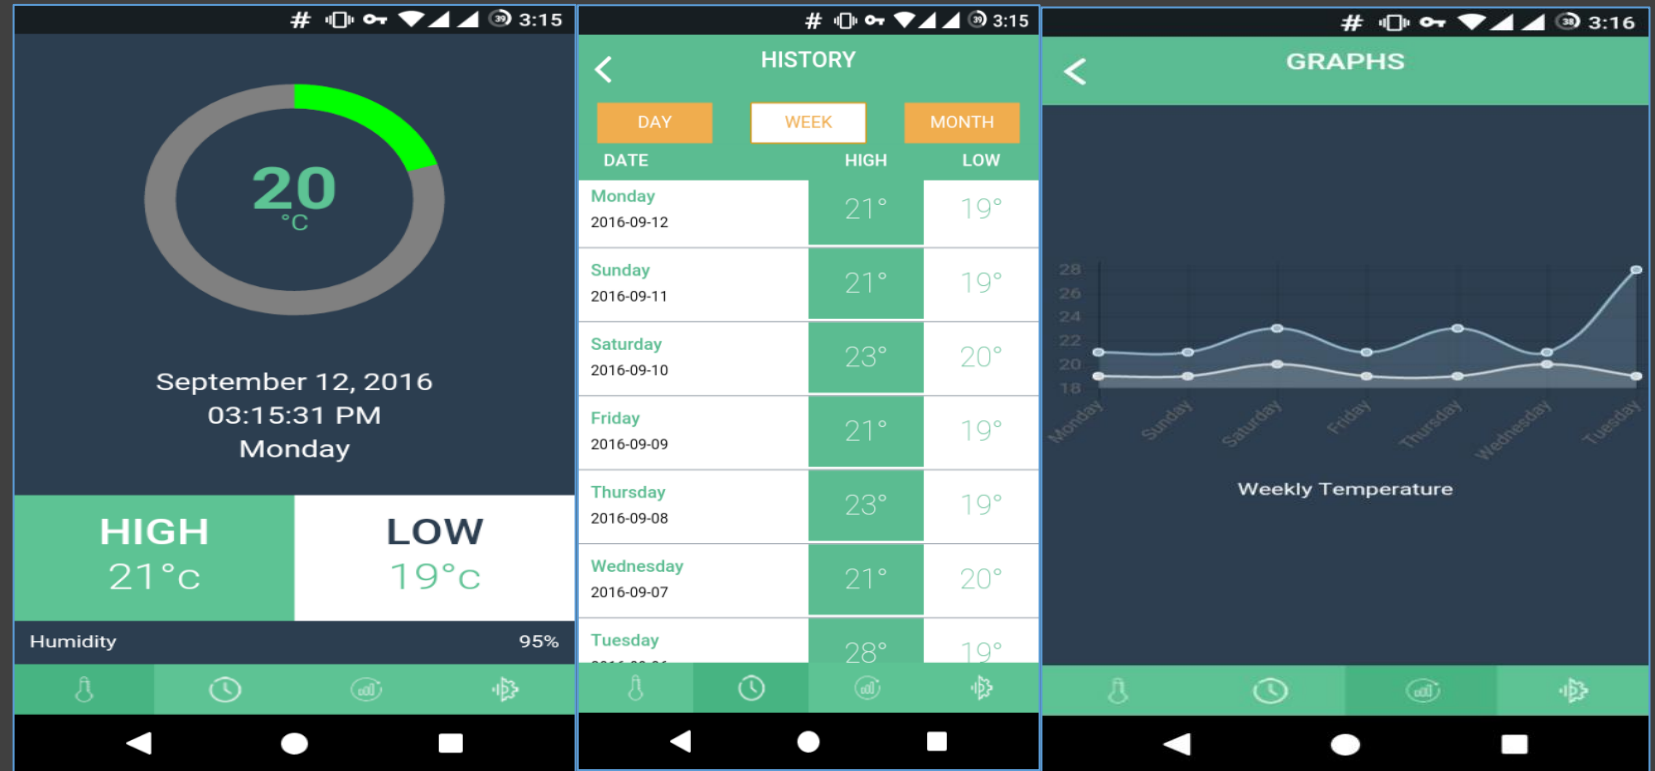 39 3:15
20
°C
September 12, 2016
03:15:31 PM
Monday
HIGH
21°c
LOW
19°c
Humidity 95%
39 3:15
HISTORY
DAY WEEK MONTH
DATE HIGH LOW
Monday
2016-09-12
21° 19°
Sunday
2016-09-11
21° 19°
Saturday
2016-09-10
23° 20°
Friday
2016-09-09
21° 19°
Thursday
2016-09-08
23° 19°
Wednesday
2016-09-07
21° 20°
Tuesday
28° 19°
38 3:16
GRAPHS
28
26
24
22
20
18
Monday Sunday Saturday Friday Thursday Wednesday Tuesday
Weekly Temperature